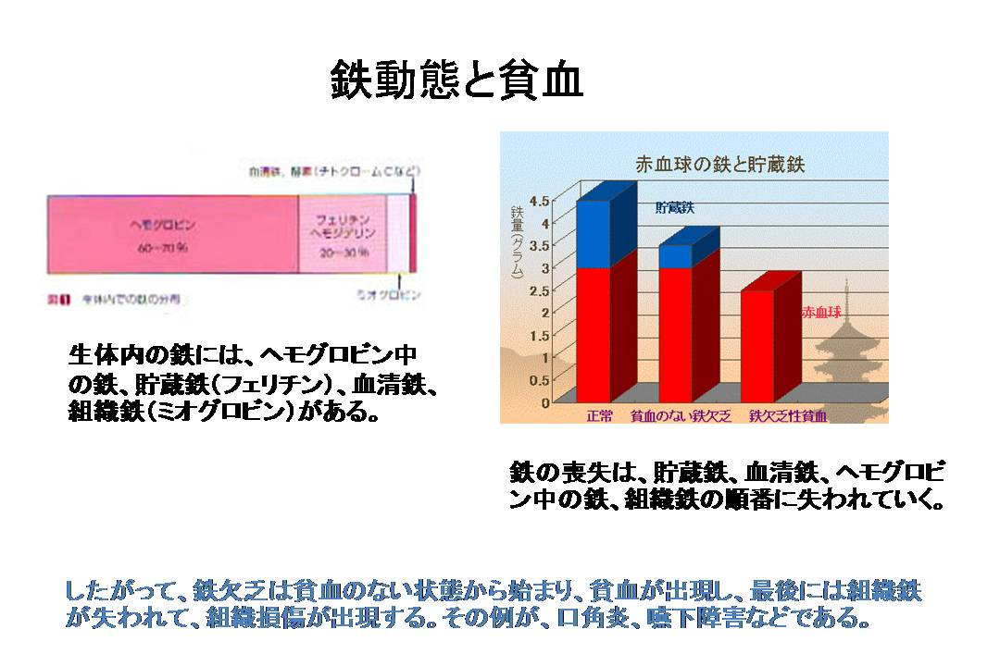 鉄動態と貧血
血清鉄、酵素(チトクロームCなど)
ヘモグロビン
60〜70%
フェリチン
ヘモジデリン
20〜30%
ミオグロビン
図1 生体内での鉄の分布
生体内の鉄には、ヘモグロビン中
の鉄、貯蔵鉄(フェリチン)、血清鉄、
組織鉄(ミオグロビン)がある。
赤血球の鉄と貯蔵鉄
鉄量(グラム)
4.5
4
3.5
3
2.5
2
1.5
1
0.5
0
貯蔵鉄
赤血球
正常 貧血のない鉄欠乏 鉄欠乏性貧血
鉄の喪失は、貯蔵鉄、血清鉄、ヘモグロビ
ン中の鉄、組織鉄の順番に失われていく。
したがって、鉄欠乏は貧血のない状態から始まり、貧血が出現し、最後には組織鉄
が失われて、組織損傷が出現する。その例が、口角炎、嚥下障害などである。